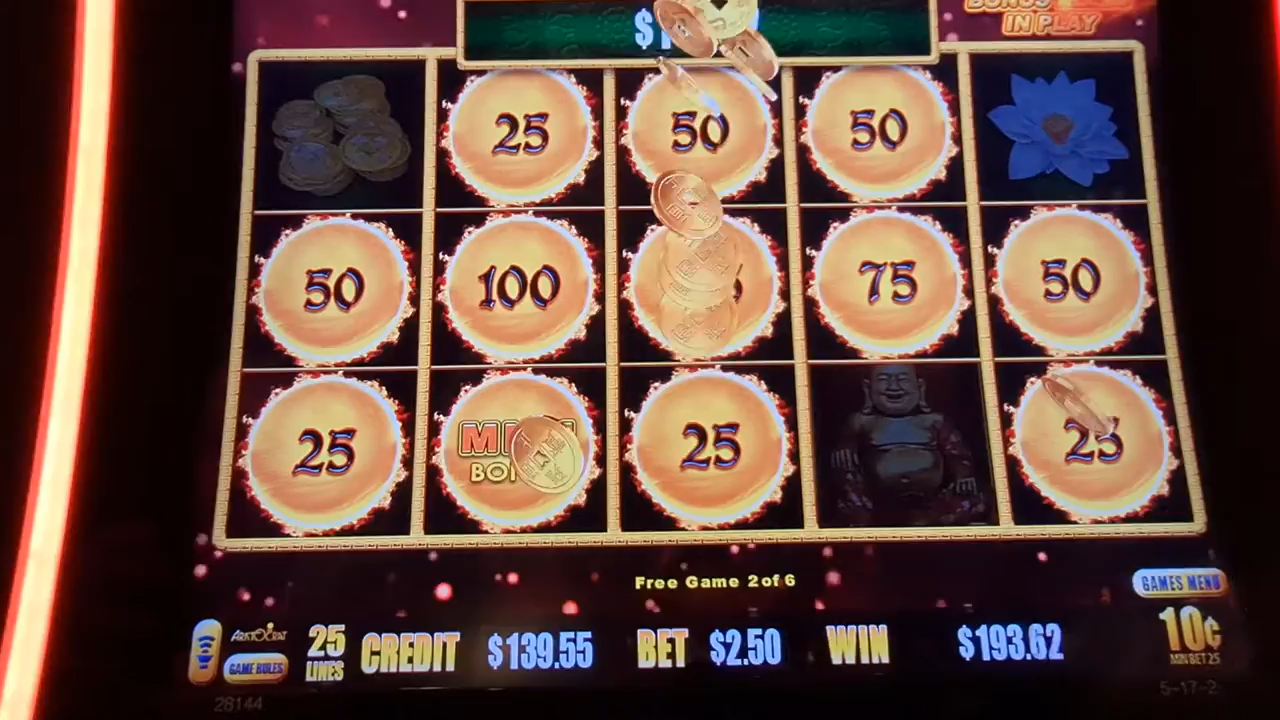 BONUS
IN PLAY
25
50
50
50
100
75
50
25
25
25
Free Game 2 of 6
GAMES MENU
ARISTOCRAT
GAME RULES
25
LINES
CREDIT $139.55
BET $2.50
WIN $193.62
10¢
MIN BET 25
28144